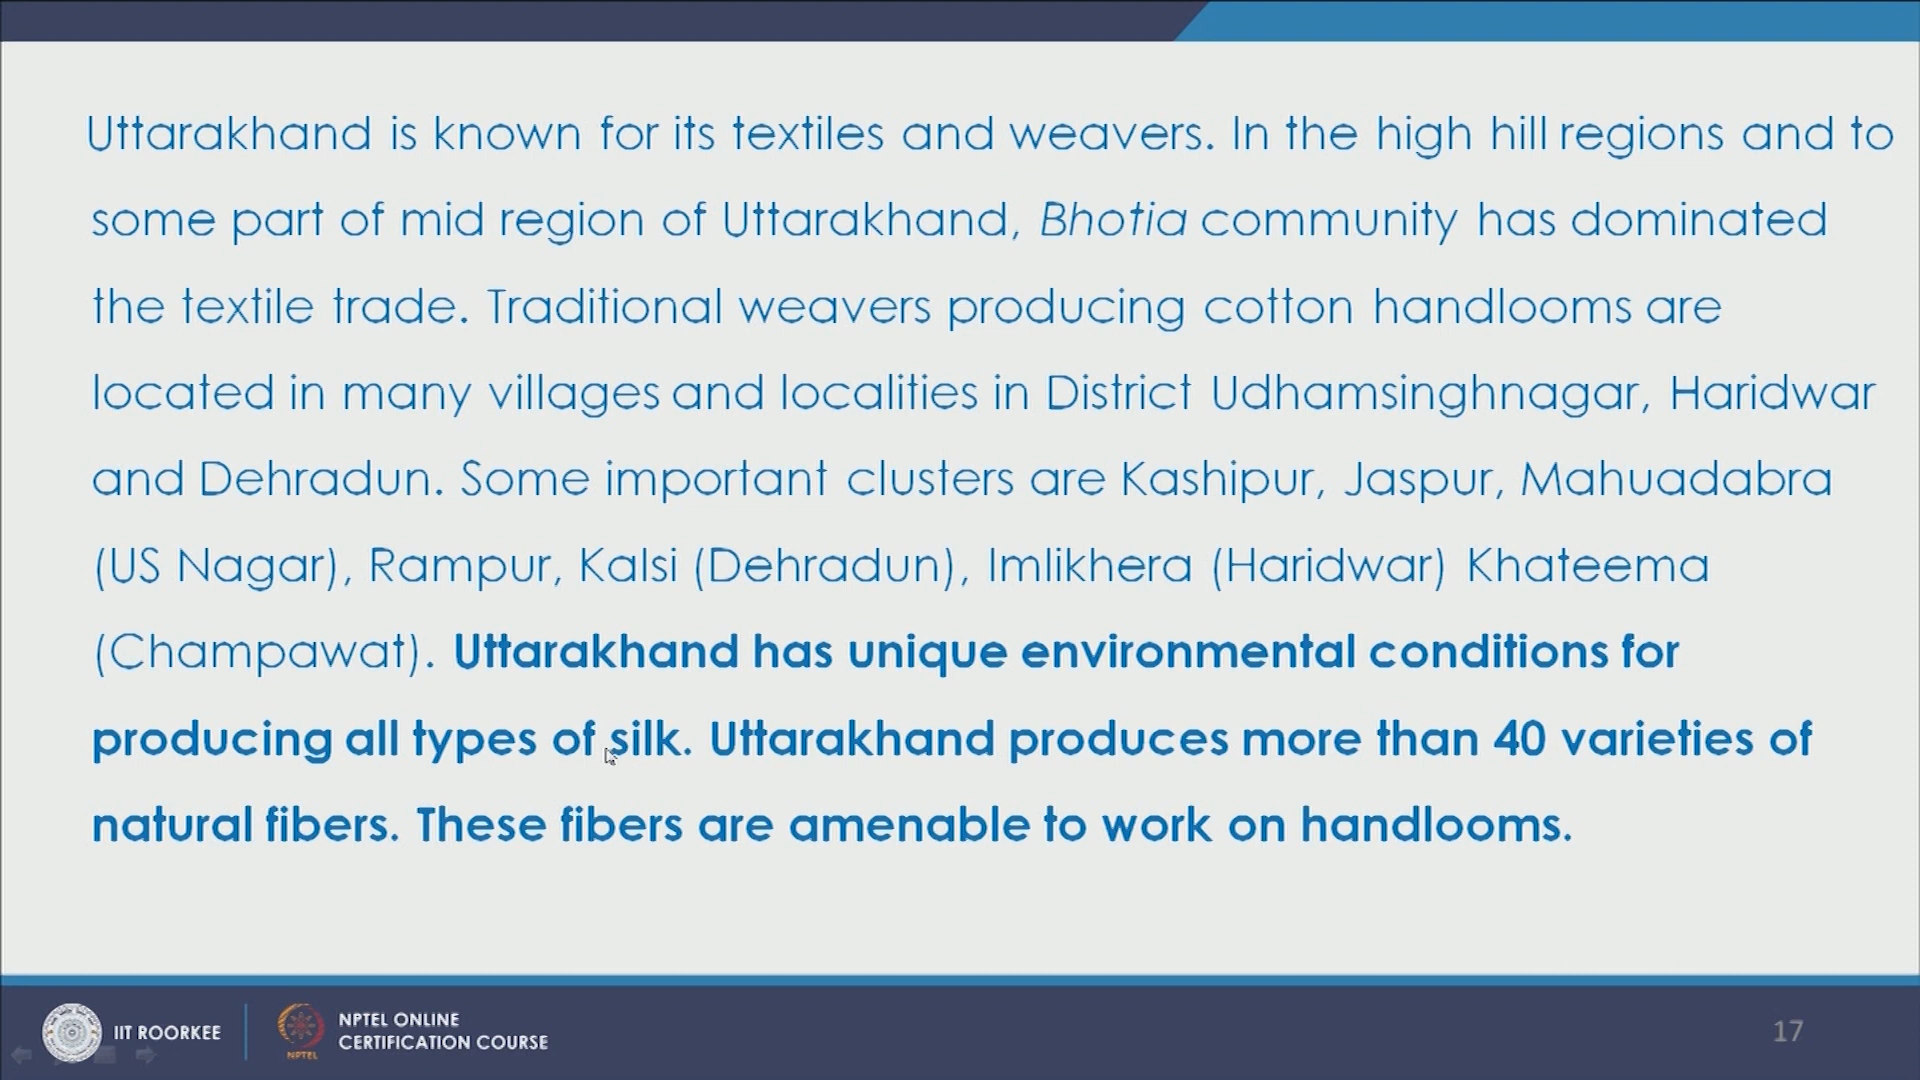 Uttarakhand is known for its textiles and weavers. In the high hill regions and to
some part of mid region of Uttarakhand, Bhotia community has dominated
the textile trade. Traditional weavers producing cotton handlooms are
located in many villages and localities in District Udhamsinghnagar, Haridwar
and Dehradun. Some important clusters are Kashipur, Jaspur, Mahuadabra
(US Nagar), Rampur, Kalsi (Dehradun), Imlikhera (Haridwar) Khateema
(Champawat). Uttarakhand has unique environmental conditions for
producing all types of silk. Uttarakhand produces more than 40 varieties of
natural fibers. These fibers are amenable to work on handlooms.
IIT ROORKEE
NPTEL
NPTEL ONLINE
CERTIFICATION COURSE
17